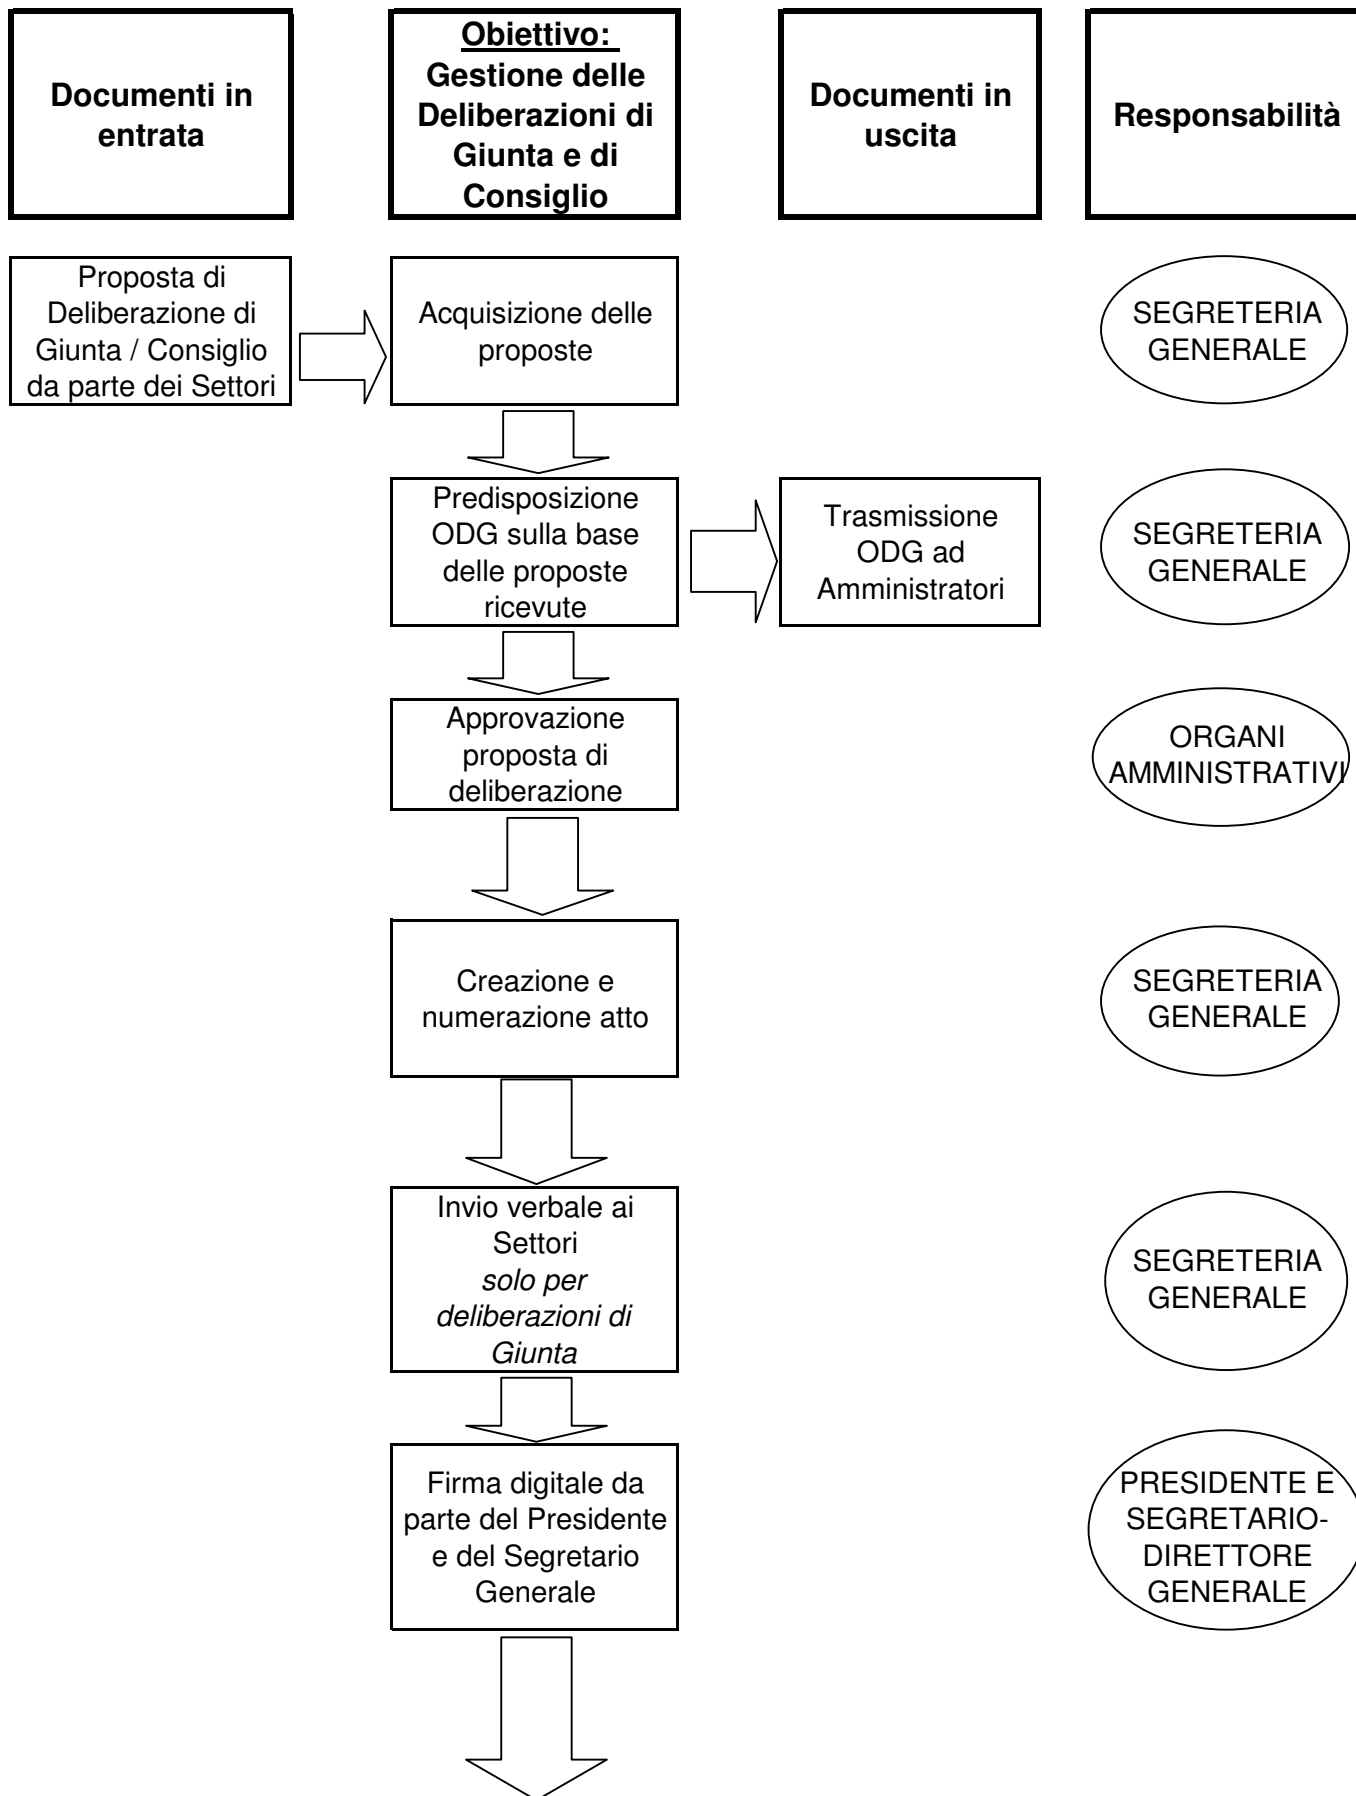 Documenti in
entrata
Obiettivo:
Gestione delle
Deliberazioni di
Giunta e di
Consiglio
Documenti in
uscita
Responsabilità
Proposta di
Deliberazione di
Giunta / Consiglio
da parte dei Settori
Acquisizione delle
proposte
SEGRETERIA
GENERALE
Predisposizione
ODG sulla base
delle proposte
ricevute
Trasmissione
ODG ad
Amministratori
SEGRETERIA
GENERALE
Approvazione
proposta di
deliberazione
ORGANI
AMMINISTRATIVI
Creazione e
numerazione atto
SEGRETERIA
GENERALE
Invio verbale ai
Settori
solo per
deliberazioni di
Giunta
SEGRETERIA
GENERALE
Firma digitale da
parte del Presidente
e del Segretario
Generale
PRESIDENTE E
SEGRETARIO-
DIRETTORE
GENERALE